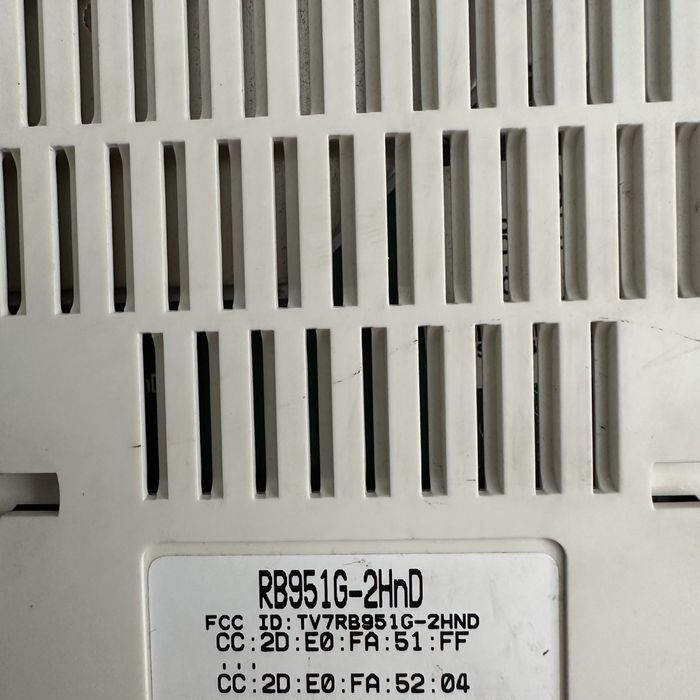 RB951G-2HnD
FCC ID:TV7RB951G-2HND
CC:2D:E0:FA:51:FF
...
CC:2D:E0:FA:52:04